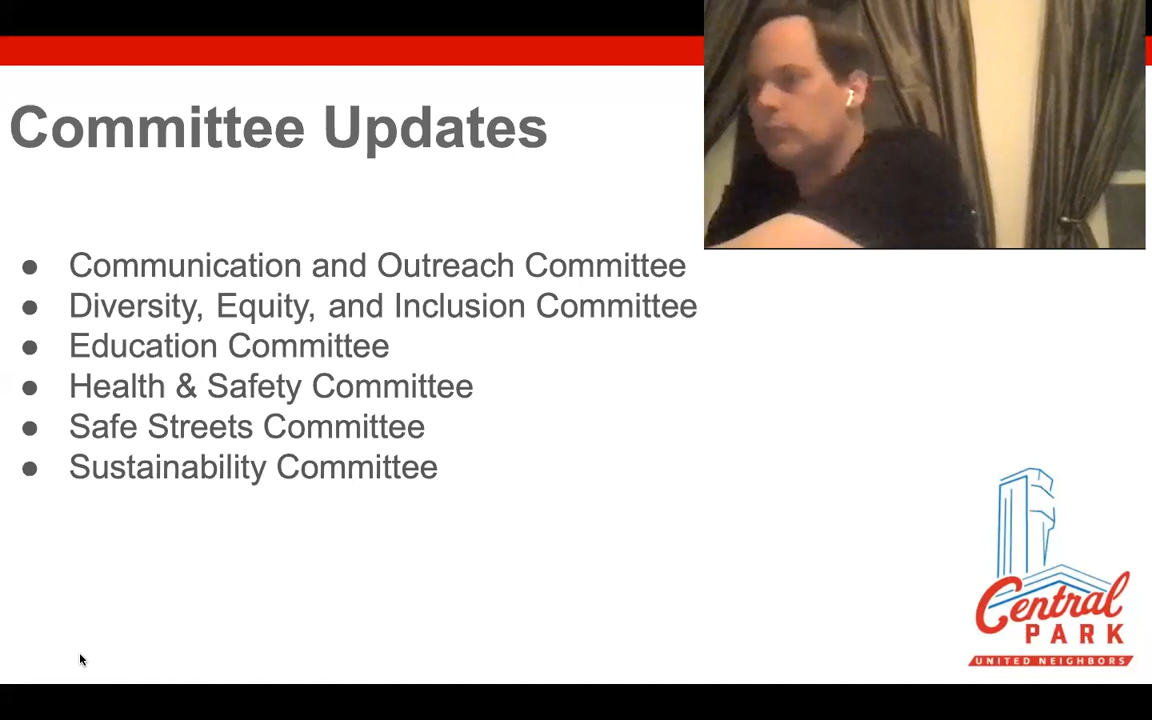 Committee Updates
● Communication and Outreach Committee
● Diversity, Equity, and Inclusion Committee
● Education Committee
● Health & Safety Committee
● Safe Streets Committee
● Sustainability Committee
Central
PARK
UNITED NEIGHBORS